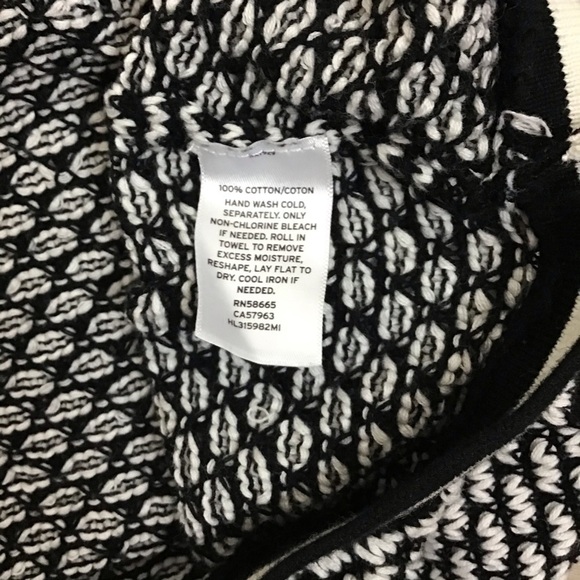 100% COTTON/COTON
HAND WASH COLD,
SEPARATELY. ONLY
NON-CHLORINE BLEACH
IF NEEDED. ROLL IN
TOWEL TO REMOVE
EXCESS MOISTURE,
RESHAPE, LAY FLAT TO
DRY. COOL IRON IF
NEEDED.
RN58665
CA57963
HL315982MI